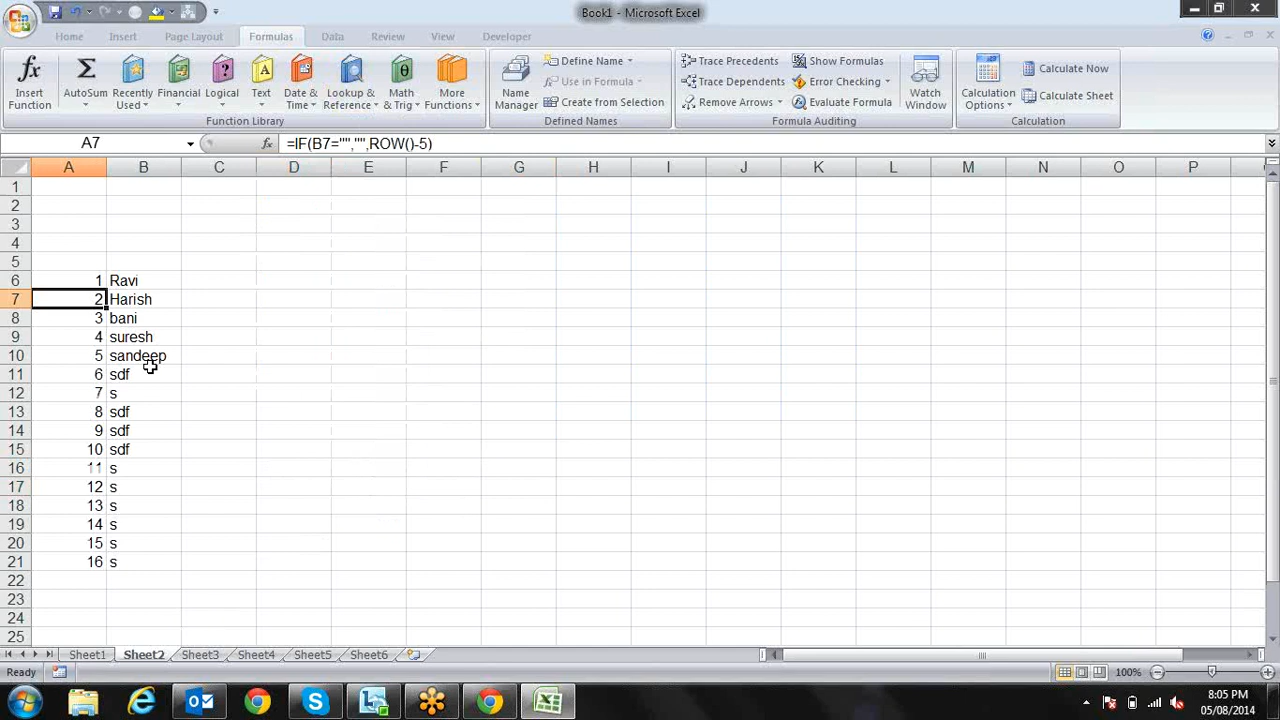 Book1 - Microsoft Excel
Home Insert Page Layout Formulas Data Review View Developer
Insert Function
AutoSum
Recently Used
Financial
Logical
Text
Date & Time
Lookup & Reference
Math & Trig
More Functions
Function Library
Name Manager
Define Name
Use in Formula
Create from Selection
Defined Names
Trace Precedents
Trace Dependents
Remove Arrows
Show Formulas
Error Checking
Evaluate Formula
Watch Window
Formula Auditing
Calculation Options
Calculate Now
Calculate Sheet
Calculation
A7 fx =IF(B7="","",ROW()-5)
A B C D E F G H I J K L M N O P
1
2
3
4
5
6 1 Ravi
7 2 Harish
8 3 bani
9 4 suresh
10 5 sandeep
11 6 sdf
12 7 s
13 8 sdf
14 9 sdf
15 10 sdf
16 11 s
17 12 s
18 13 s
19 14 s
20 15 s
21 16 s
22
23
24
25
Sheet1 Sheet2 Sheet3 Sheet4 Sheet5 Sheet6
Ready 100%
8:05 PM
05/08/2014